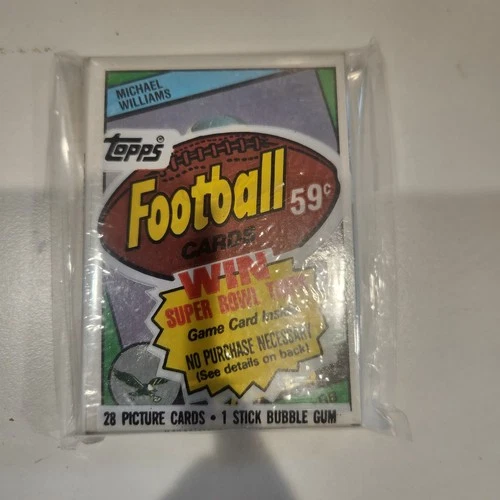 MICHAEL
WILLIAMS
TOPPS
Football
59¢
CARDS
WIN
SUPER BOWL
Game Card
NO PURCHASE NECESSARY
(See details on back)
28 PICTURE CARDS • 1 STICK BUBBLE GUM